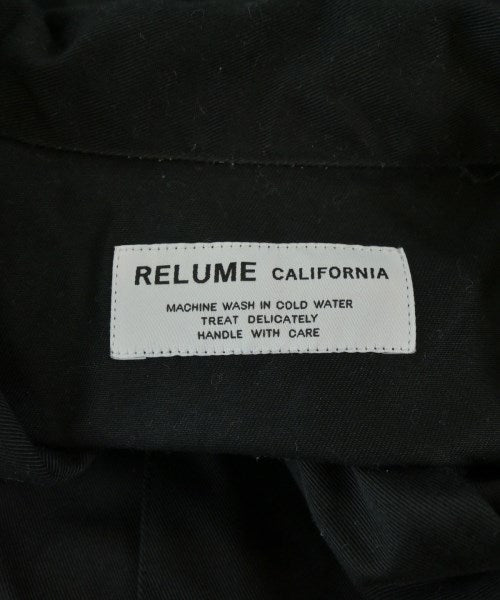 RELUME CALIFORNIA
MACHINE WASH IN COLD WATER
TREAT DELICATELY
HANDLE WITH CARE